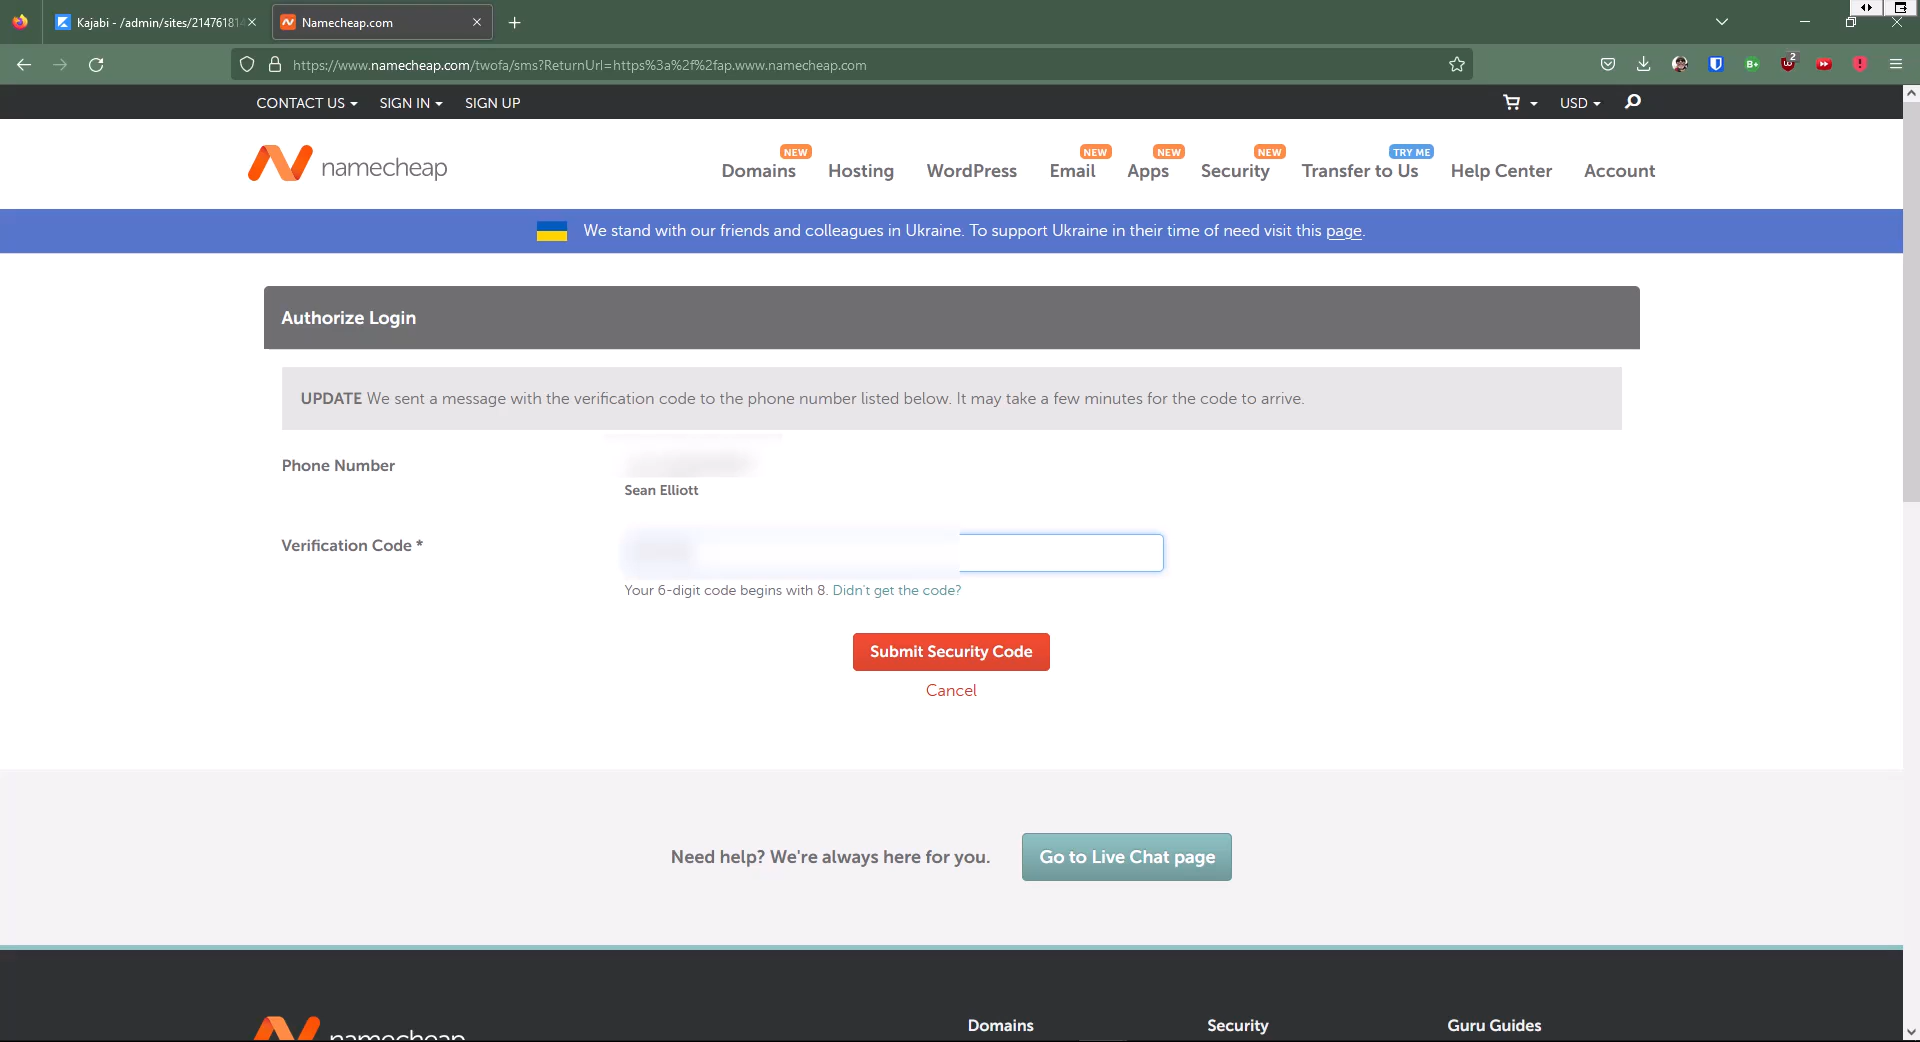 Kajabi - /admin/sites/21476181
Namecheap.com
https://www.namecheap.com/twofa/sms?ReturnUrl=https%3a%2f%2fap.www.namecheap.com
B+
2
CONTACT US
SIGN IN
SIGN UP
USD
namecheap
NEW
NEW
NEW
NEW
TRY ME
Domains
Hosting
WordPress
Email
Apps
Security
Transfer to Us
Help Center
Account
We stand with our friends and colleagues in Ukraine. To support Ukraine in their time of need visit this page.
Authorize Login
UPDATE We sent a message with the verification code to the phone number listed below. It may take a few minutes for the code to arrive.
Phone Number
Sean Elliott
Verification Code *
Your 6-digit code begins with 8. Didn't get the code?
Submit Security Code
Cancel
Need help? We're always here for you.
Go to Live Chat page
namecheap
Domains
Security
Guru Guides